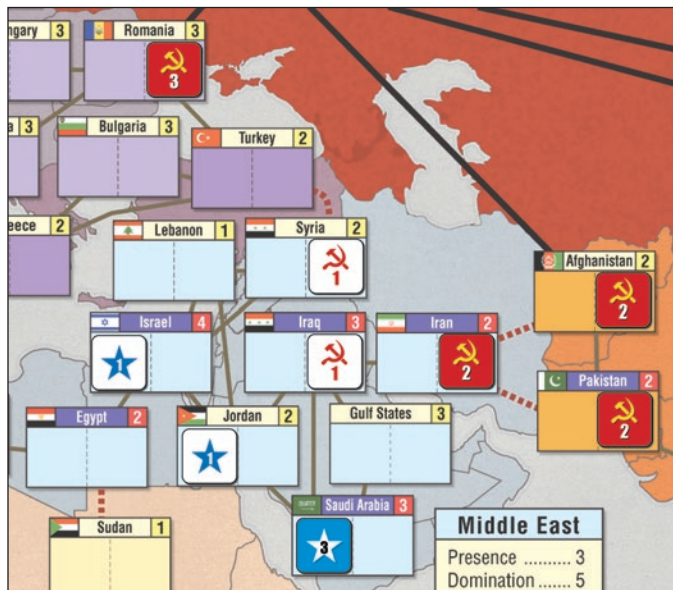 ngary 3
Romania 3
3
a 3
Bulgaria 3
Turkey 2
eece 2
Lebanon 1
Syria 2
1
Afghanistan 2
2
Israel 4
1
Iraq 3
1
Iran 2
2
Pakistan 2
2
Egypt 2
Jordan 2
1
Gulf States 3
Saudi Arabia 3
3
Sudan 1
Middle East
Presence .......... 3
Domination ...... 5